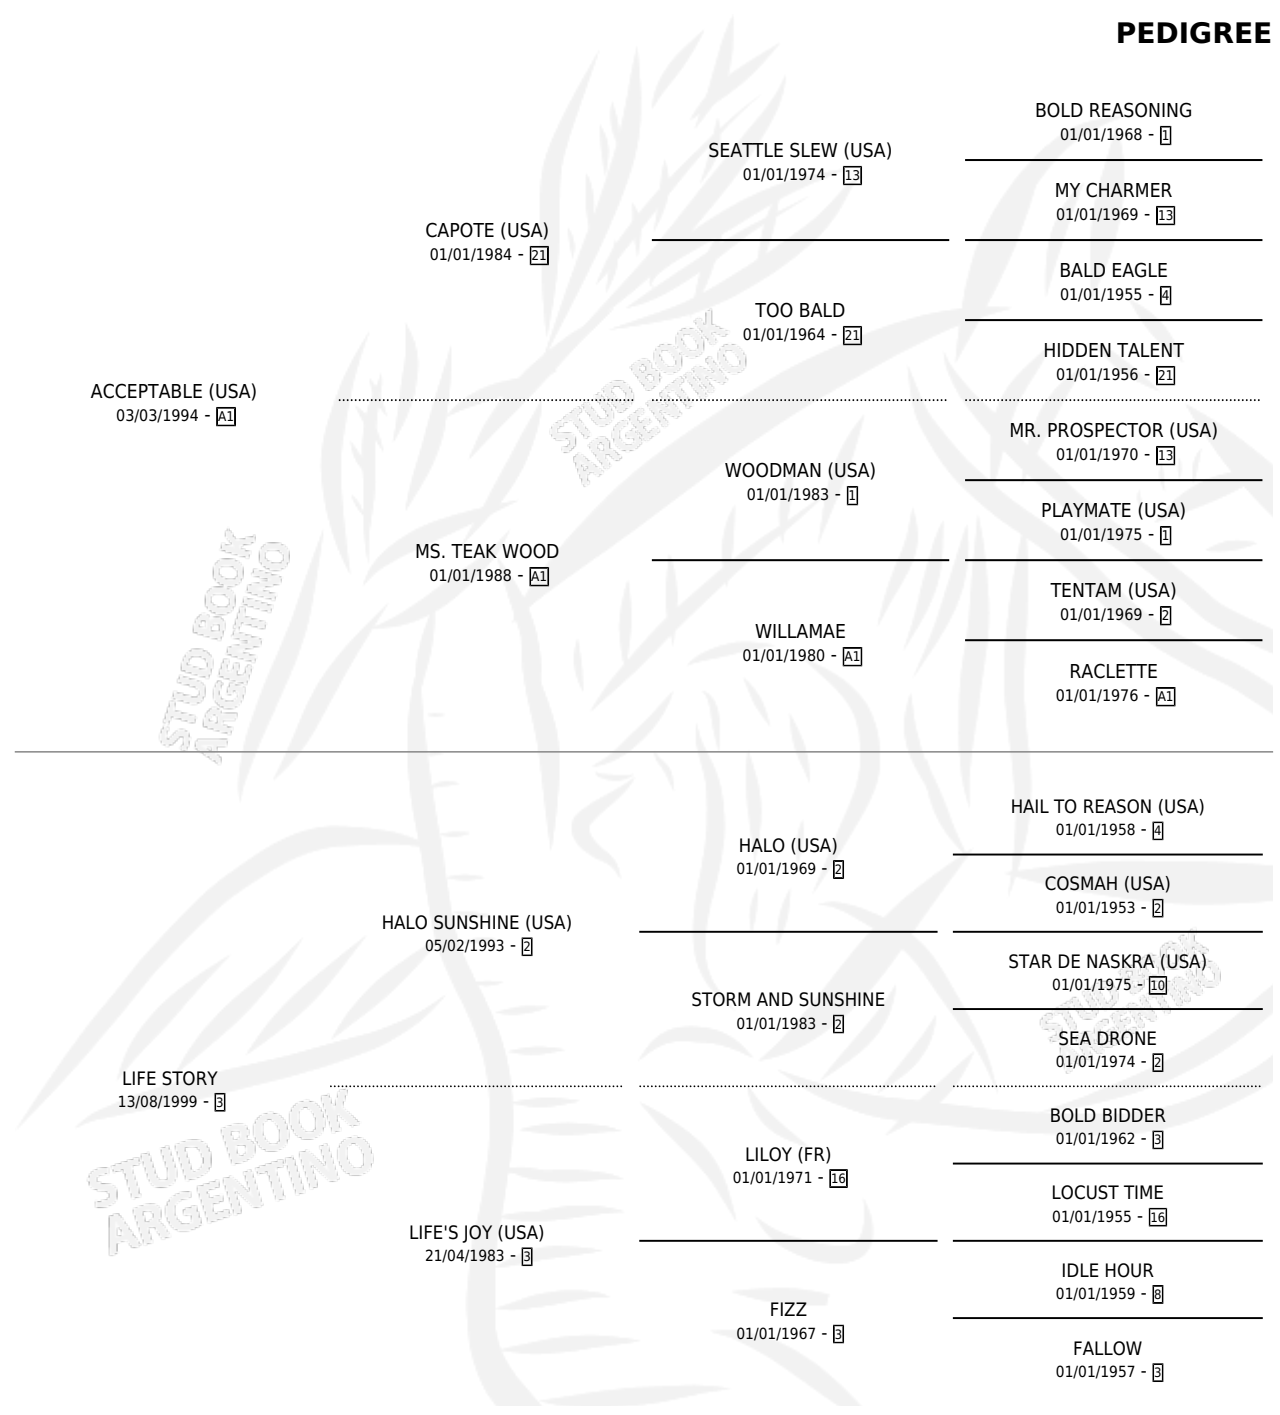 PEDIGREE
BOLD REASONING
01/01/1968 - 1
SEATTLE SLEW (USA)
01/01/1974 - 13
MY CHARMER
01/01/1969 - 13
CAPOTE (USA)
01/01/1984 - 21
BALD EAGLE
01/01/1955 - 4
TOO BALD
01/01/1964 - 21
HIDDEN TALENT
01/01/1956 - 21
ACCEPTABLE (USA)
03/03/1994 - A1
MR. PROSPECTOR (USA)
01/01/1970 - 13
WOODMAN (USA)
01/01/1983 - 1
PLAYMATE (USA)
01/01/1975 - 1
MS. TEAK WOOD
01/01/1988 - A1
TENTAM (USA)
01/01/1969 - 2
WILLAMAE
01/01/1980 - A1
RACLETTE
01/01/1976 - A1
HAIL TO REASON (USA)
01/01/1958 - 4
HALO (USA)
01/01/1969 - 2
COSMAH (USA)
01/01/1953 - 2
HALO SUNSHINE (USA)
05/02/1993 - 2
STAR DE NASKRA (USA)
01/01/1975 - 10
STORM AND SUNSHINE
01/01/1983 - 2
SEA DRONE
01/01/1974 - 2
LIFE STORY
13/08/1999 - 3
BOLD BIDDER
01/01/1962 - 3
LILOY (FR)
01/01/1971 - 16
LOCUST TIME
01/01/1955 - 16
LIFE'S JOY (USA)
21/04/1983 - 3
IDLE HOUR
01/01/1959 - 8
FIZZ
01/01/1967 - 3
FALLOW
01/01/1957 - 3
STUD BOOK
ARGENTINO
STUD BOOK
ARGENTINO
STUD BOOK
ARGENTINO
STUD BOOK
ARGENTINO